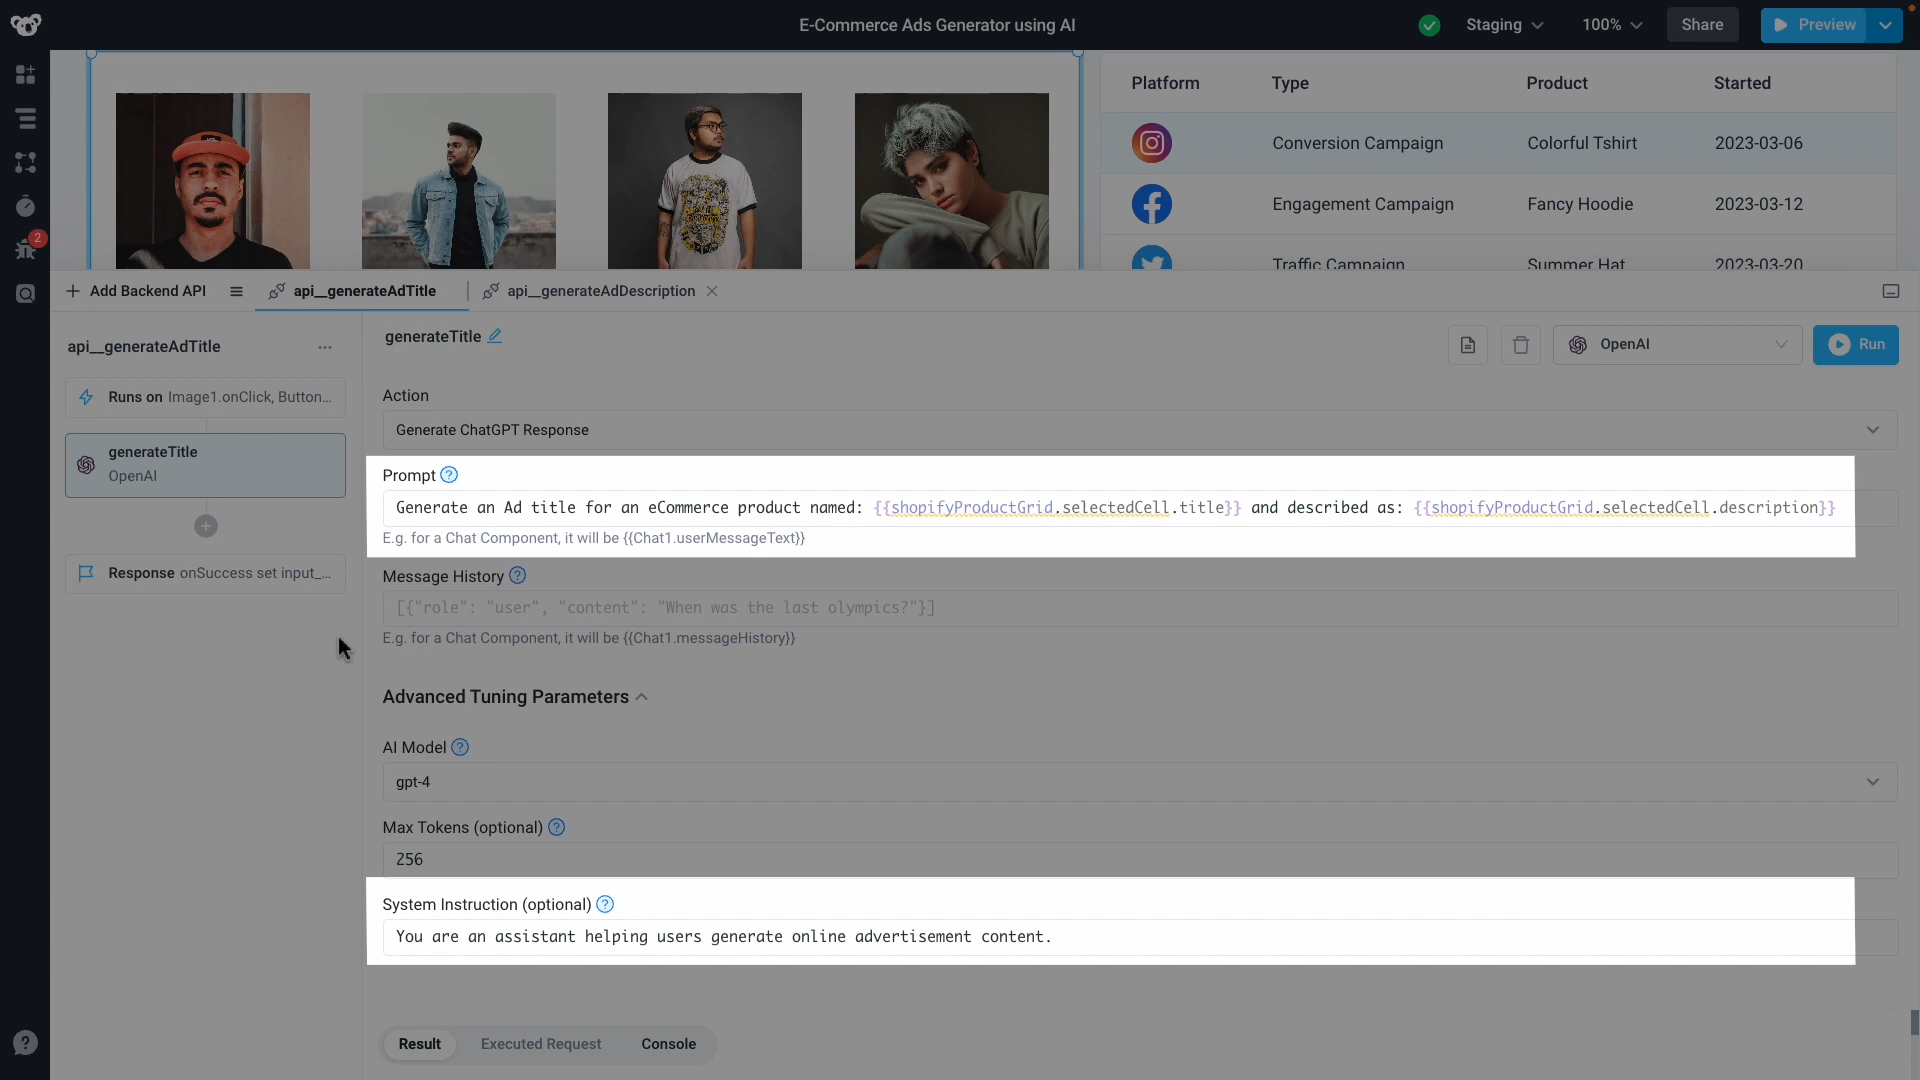 E-Commerce Ads Generator using AI
Staging
100%
Share
Preview
Platform Type Product Started
Conversion Campaign Colorful Tshirt 2023-03-06
Engagement Campaign Fancy Hoodie 2023-03-12
Traffic Campaign Summer Hat 2023-03-20
2
Add Backend API
api__generateAdTitle
api__generateAdDescription
api__generateAdTitle
Runs on Image1.onClick, Button...
generateTitle
OpenAI
Response onSuccess set input_...
generateTitle
OpenAI
Run
Action
Generate ChatGPT Response
Prompt
Generate an Ad title for an eCommerce product named: {{shopifyProductGrid.selectedCell.title}} and described as: {{shopifyProductGrid.selectedCell.description}}
E.g. for a Chat Component, it will be {{Chat1.userMessageText}}
Message History
[{"role": "user", "content": "When was the last olympics?"}]
E.g. for a Chat Component, it will be {{Chat1.messageHistory}}
Advanced Tuning Parameters
AI Model
gpt-4
Max Tokens (optional)
256
System Instruction (optional)
You are an assistant helping users generate online advertisement content.
Result
Executed Request
Console